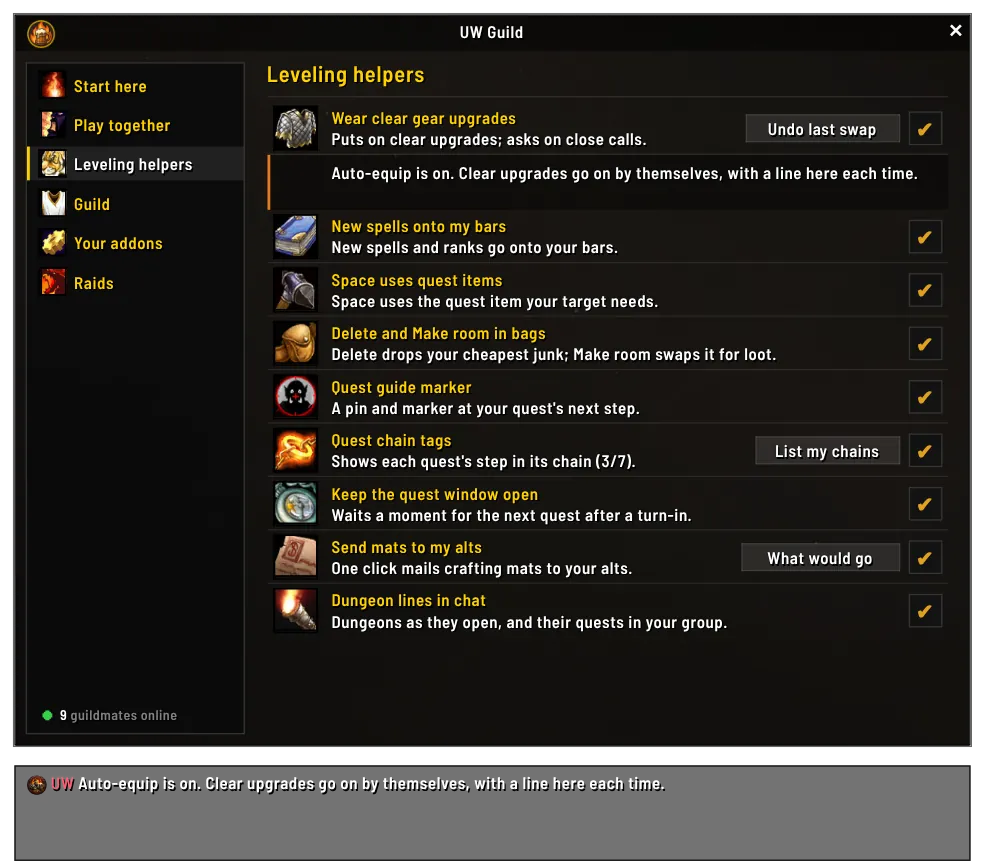 UW Guild
Start here
Play together
Leveling helpers
Guild
Your addons
Raids
9 guildmates online
Leveling helpers
Wear clear gear upgrades
Puts on clear upgrades; asks on close calls.
Undo last swap
Auto-equip is on. Clear upgrades go on by themselves, with a line here each time.
New spells onto my bars
New spells and ranks go onto your bars.
Space uses quest items
Space uses the quest item your target needs.
Delete and Make room in bags
Delete drops your cheapest junk; Make room swaps it for loot.
Quest guide marker
A pin and marker at your quest's next step.
Quest chain tags
Shows each quest's step in its chain (3/7).
List my chains
Keep the quest window open
Waits a moment for the next quest after a turn-in.
Send mats to my alts
One click mails crafting mats to your alts.
What would go
Dungeon lines in chat
Dungeons as they open, and their quests in your group.
UW Auto-equip is on. Clear upgrades go on by themselves, with a line here each time.